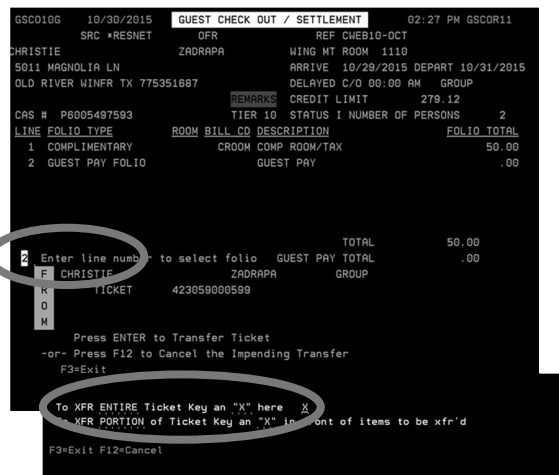 GSCO10G 10/30/2015 GUEST CHECK OUT / SETTLEMENT 02:27 PM GSCOR11
SRC *RESNET OFR REF CWEB10-OCT
CHRISTIE ZADRAPA WING MT ROOM 1110
5011 MAGNOLIA LN ARRIVE 10/29/2015 DEPART 10/31/2015
OLD RIVER WINFR TX 775351687 DELAYED C/O 00:00 AM GROUP
REMARKS CREDIT LIMIT 279.12
CAS # P6005497593 TIER 10 STATUS I NUMBER OF PERSONS 2
LINE FOLIO TYPE ROOM BILL CD DESCRIPTION FOLIO TOTAL
1 COMPLIMENTARY CROOM COMP ROOM/TAX 50.00
2 GUEST PAY FOLIO GUEST PAY .00
TOTAL 50.00
2 Enter line number to select folio GUEST PAY TOTAL .00
F CHRISTIE ZADRAPA GROUP
R TICKET 423059000599
O
M
Press ENTER to Transfer Ticket
-or- Press F12 to Cancel the Impending Transfer
F3=Exit
To XFR ENTIRE Ticket Key an "X" here X
To XFR PORTION of Ticket Key an "X" in front of items to be xfr'd
F3=Exit F12=Cancel